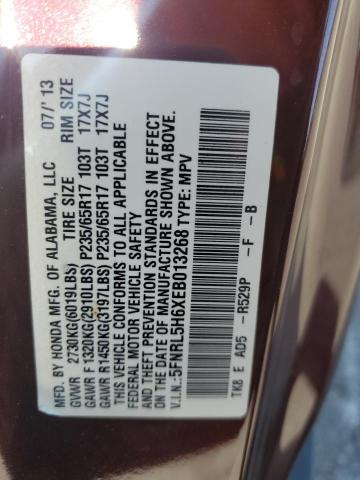 MFD. BY HONDA MFG. OF ALABAMA, LLC 07/'13
GVWR 2730KG(6019LBS) TIRE SIZE RIM SIZE
GAWR F 1320KG(2910LBS) P235/65R17 103T 17X7J
GAWR R1450KG(3197LBS) P235/65R17 103T 17X7J
THIS VEHICLE CONFORMS TO ALL APPLICABLE
FEDERAL MOTOR VEHICLE SAFETY
AND THEFT PREVENTION STANDARDS IN EFFECT
ON THE DATE OF MANUFACTURE SHOWN ABOVE.
V.I.N.:5FNRL5H6XEB013268 TYPE: MPV
TK8 E AD5 -R529P -F -B